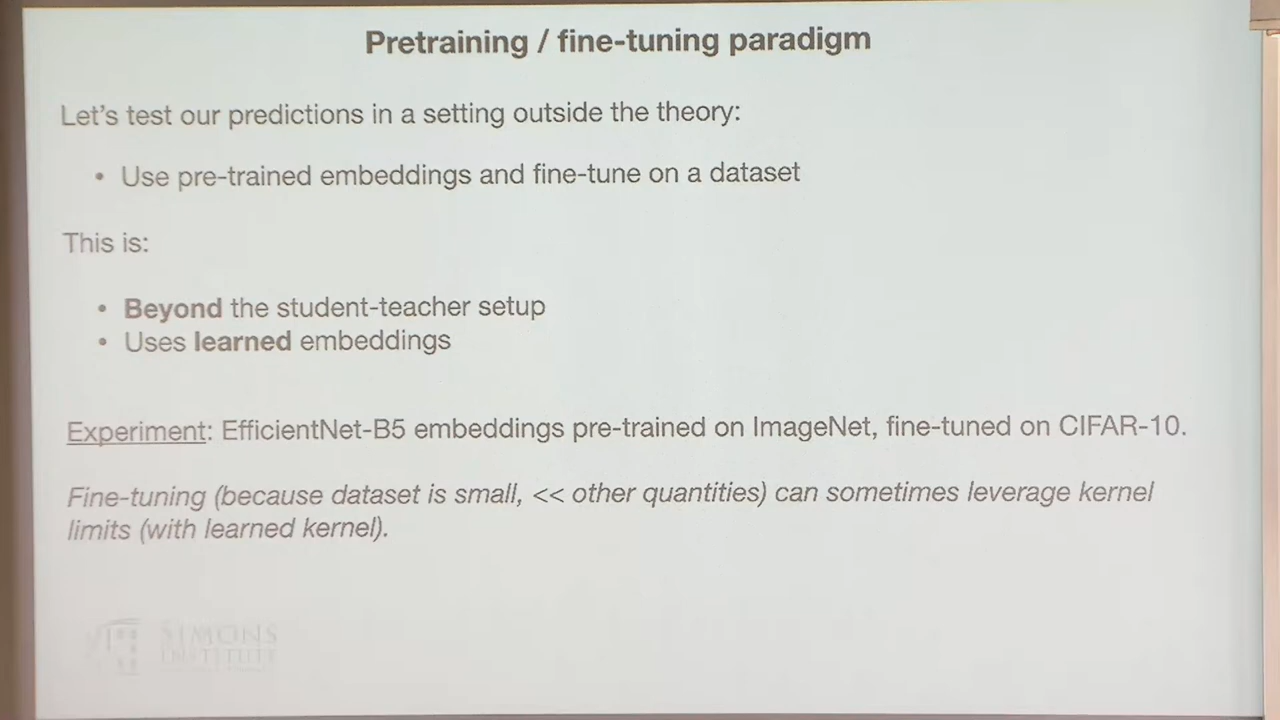 Pretraining / fine-tuning paradigm
Let's test our predictions in a setting outside the theory:
• Use pre-trained embeddings and fine-tune on a dataset
This is:
• Beyond the student-teacher setup
• Uses learned embeddings
Experiment: EfficientNet-B5 embeddings pre-trained on ImageNet, fine-tuned on CIFAR-10.
Fine-tuning (because dataset is small, << other quantities) can sometimes leverage kernel
limits (with learned kernel).
SIMONS
INSTITUTE